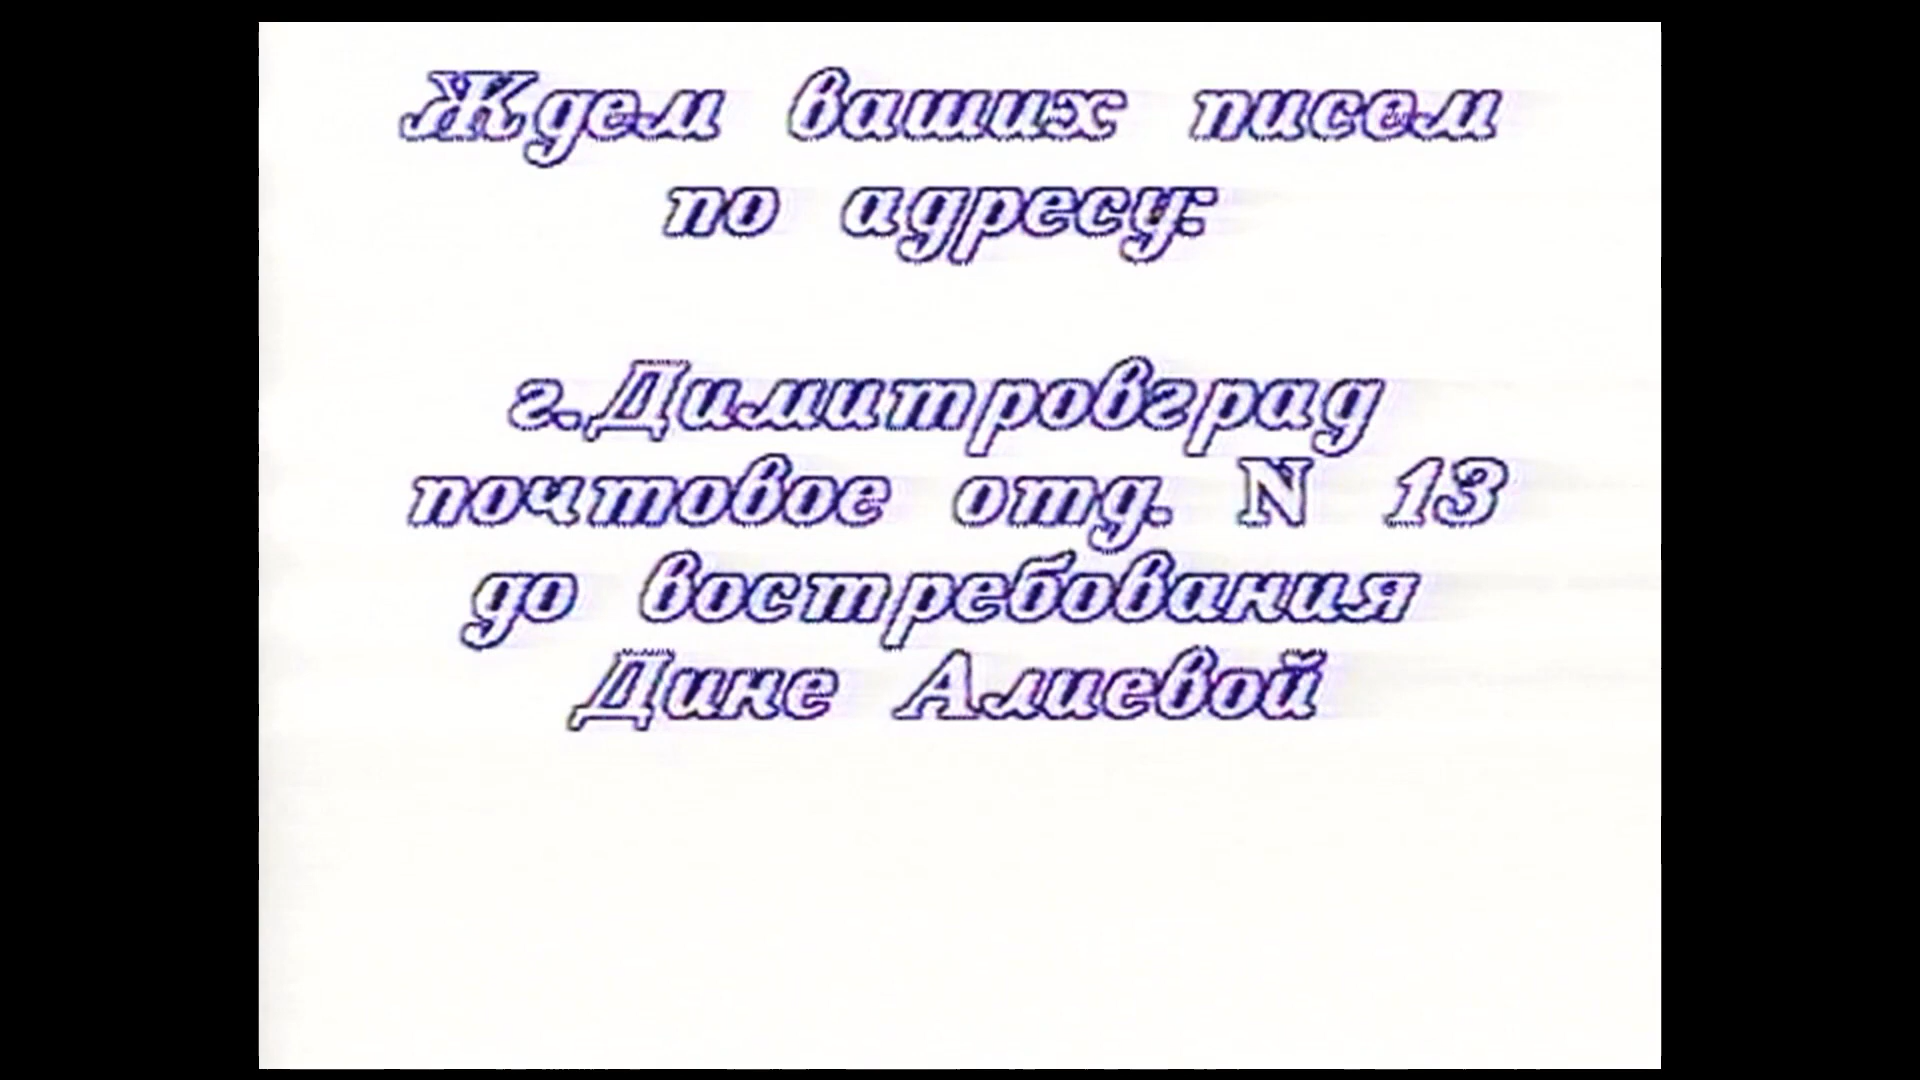 Ждем ваших писем
по адресу:
г.Димитровград
почтовое отд. N 13
до востребования
Дине Алиевой